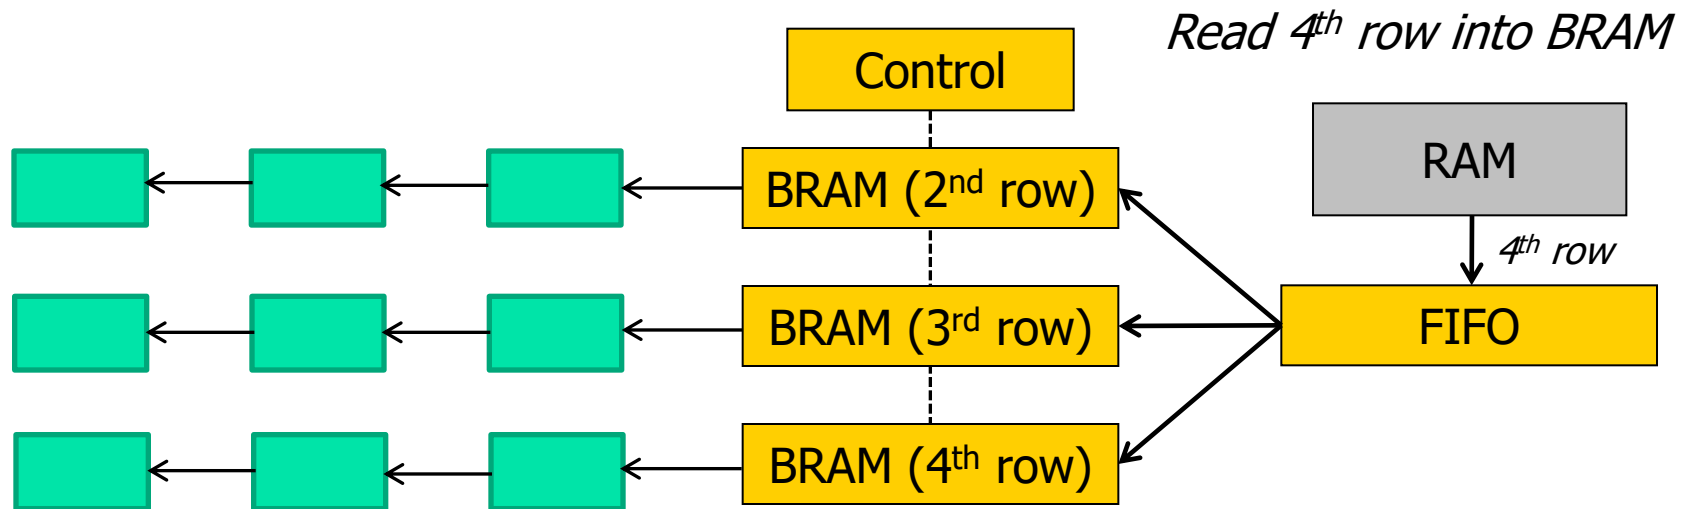 Read 4th row into BRAM
Control
RAM
BRAM (2nd row)
4th row
BRAM (3rd row)
FIFO
BRAM (4th row)